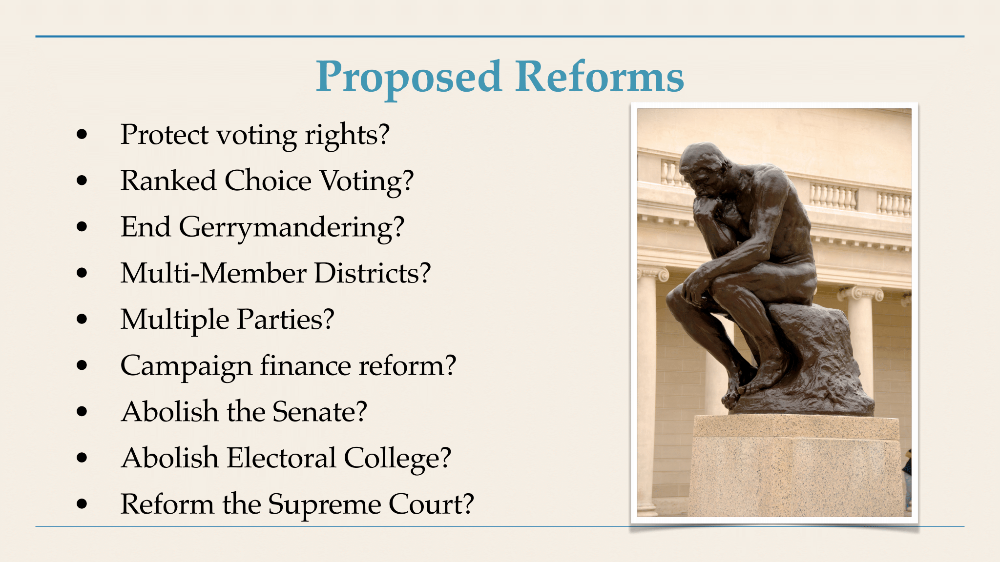 Proposed Reforms
• Protect voting rights?
• Ranked Choice Voting?
• End Gerrymandering?
• Multi-Member Districts?
• Multiple Parties?
• Campaign finance reform?
• Abolish the Senate?
• Abolish Electoral College?
• Reform the Supreme Court?